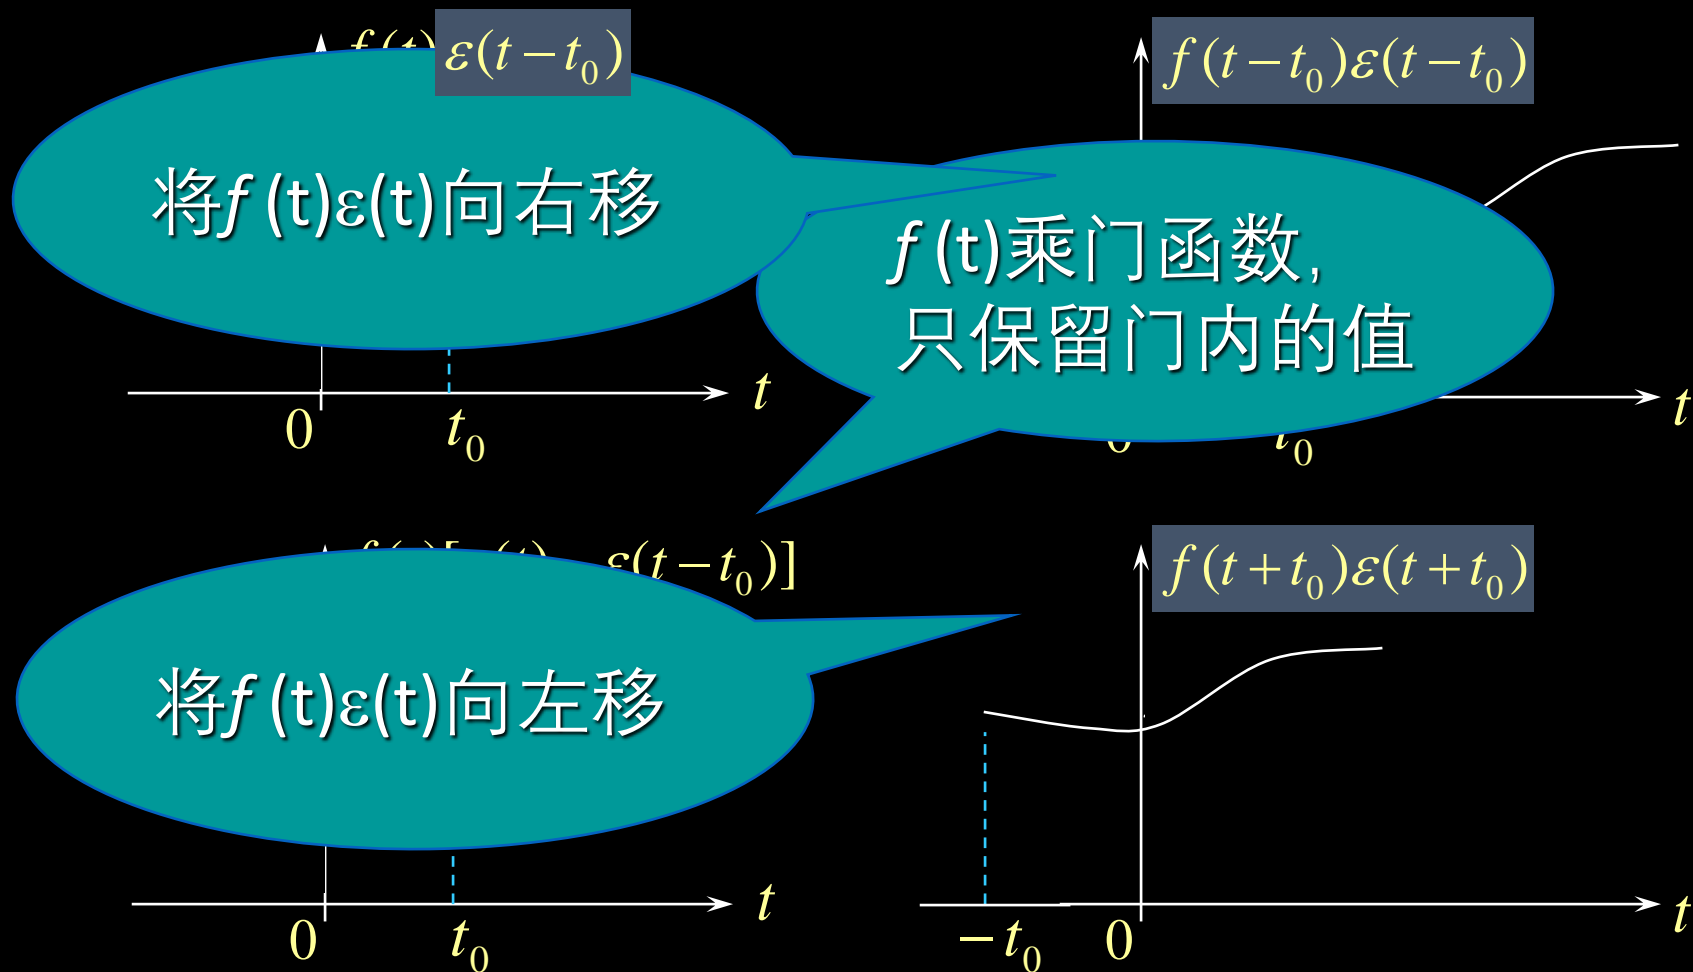 f(t) ε(t−t₀)
f(t−t₀)ε(t−t₀)
将f (t)ε(t)向右移
f (t)乘门函数,
只保留门内的值
t
0
t₀
t
0
t₀
ε(t−t₀)]
f(t+t₀)ε(t+t₀)
将f (t)ε(t)向左移
t
0
t₀
t
−t₀
0